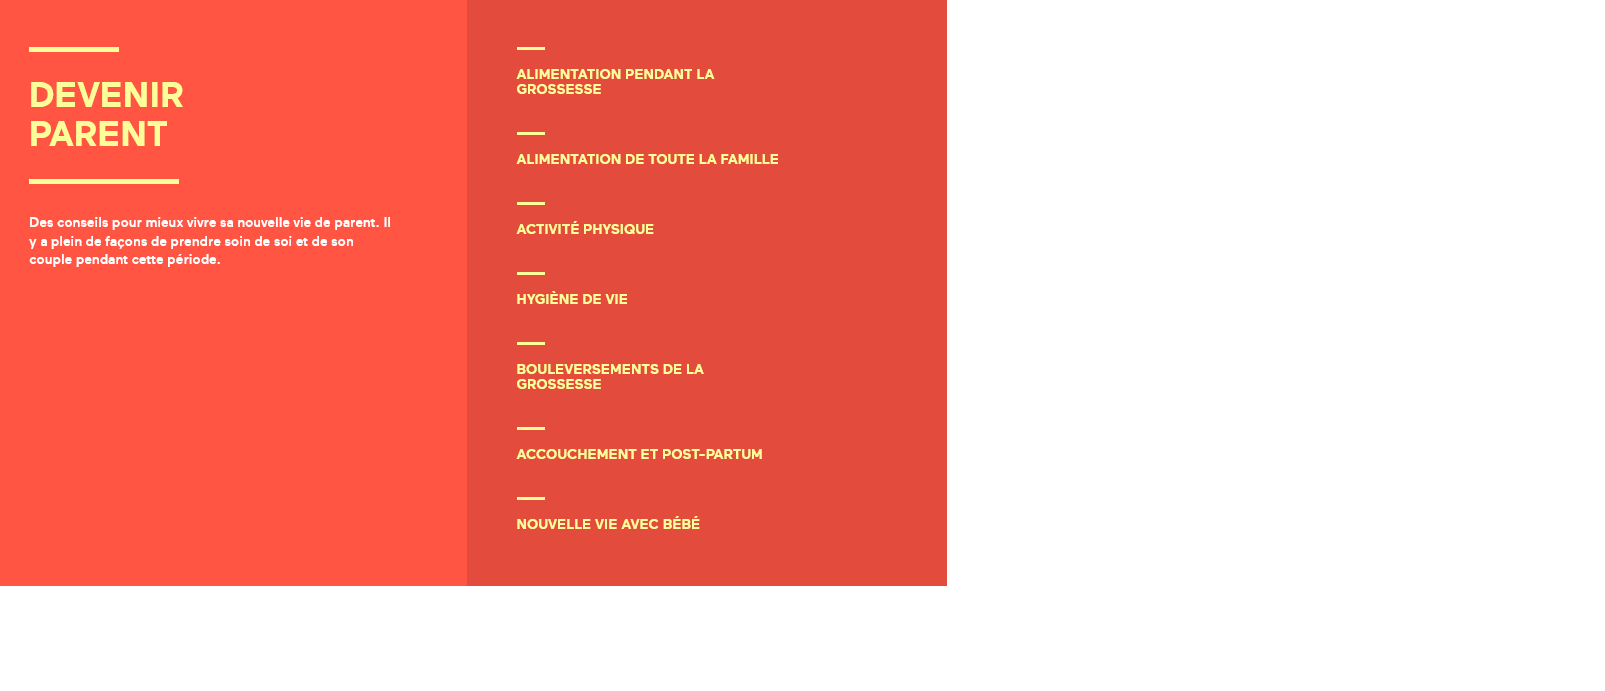 DEVENIR
PARENT
Des conseils pour mieux vivre sa nouvelle vie de parent. Il
y a plein de façons de prendre soin de soi et de son
couple pendant cette période.
ALIMENTATION PENDANT LA
GROSSESSE
ALIMENTATION DE TOUTE LA FAMILLE
ACTIVITÉ PHYSIQUE
HYGIÈNE DE VIE
BOULEVERSEMENTS DE LA
GROSSESSE
ACCOUCHEMENT ET POST-PARTUM
NOUVELLE VIE AVEC BÉBÉ